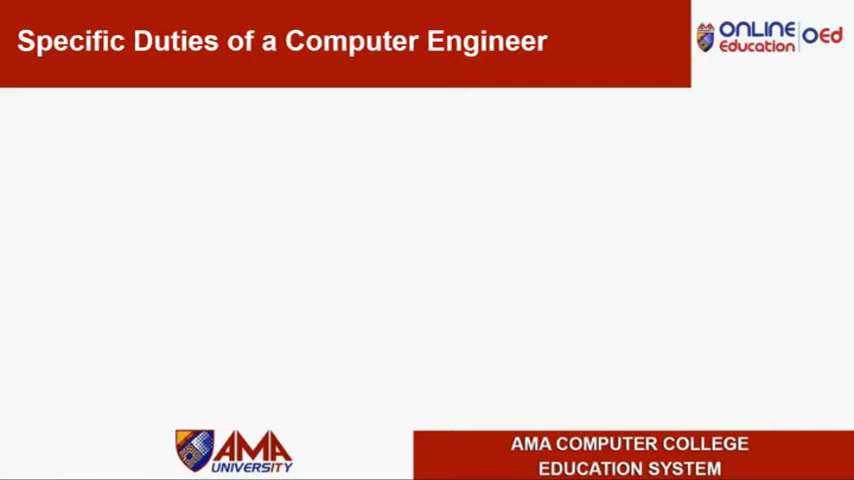 Specific Duties of a Computer Engineer
ONLINE
Education
OEd
AMA
UNIVERSITY
AMA COMPUTER COLLEGE
EDUCATION SYSTEM